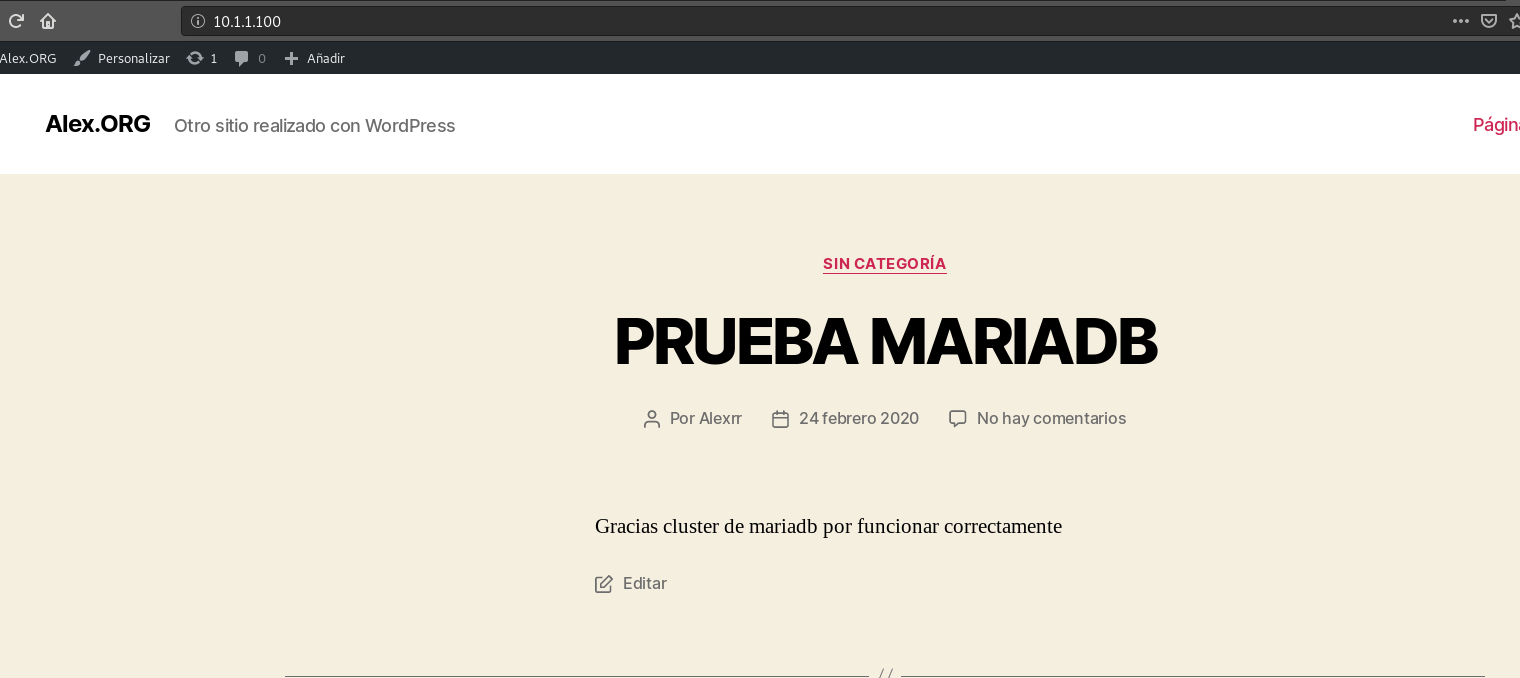 10.1.1.100
Alex.ORG Personalizar 1 0 Añadir
Alex.ORG Otro sitio realizado con WordPress
SIN CATEGORÍA
PRUEBA MARIADB
Por Alexrr 24 febrero 2020 No hay comentarios
Gracias cluster de mariadb por funcionar correctamente
Editar
//